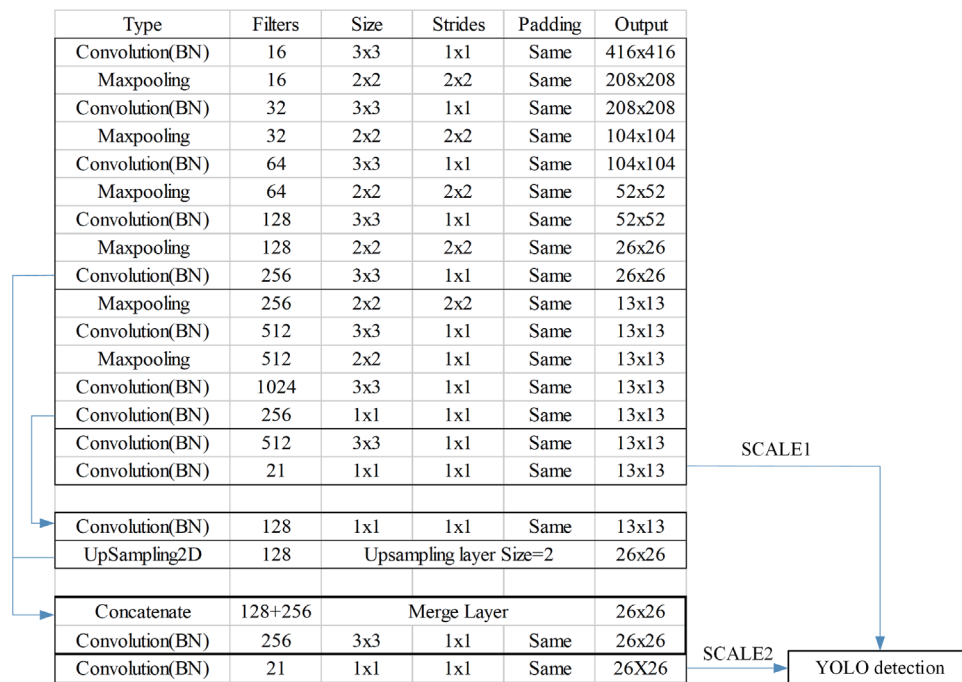 Type Filters Size Strides Padding Output
Convolution(BN) 16 3x3 1x1 Same 416x416
Maxpooling 16 2x2 2x2 Same 208x208
Convolution(BN) 32 3x3 1x1 Same 208x208
Maxpooling 32 2x2 2x2 Same 104x104
Convolution(BN) 64 3x3 1x1 Same 104x104
Maxpooling 64 2x2 2x2 Same 52x52
Convolution(BN) 128 3x3 1x1 Same 52x52
Maxpooling 128 2x2 2x2 Same 26x26
Convolution(BN) 256 3x3 1x1 Same 26x26
Maxpooling 256 2x2 2x2 Same 13x13
Convolution(BN) 512 3x3 1x1 Same 13x13
Maxpooling 512 2x2 1x1 Same 13x13
Convolution(BN) 1024 3x3 1x1 Same 13x13
Convolution(BN) 256 1x1 1x1 Same 13x13
Convolution(BN) 512 3x3 1x1 Same 13x13
Convolution(BN) 21 1x1 1x1 Same 13x13
SCALE1
Convolution(BN) 128 1x1 1x1 Same 13x13
UpSampling2D 128 Upsampling layer Size=2 26x26
Concatenate 128+256 Merge Layer 26x26
Convolution(BN) 256 3x3 1x1 Same 26x26
Convolution(BN) 21 1x1 1x1 Same 26X26
SCALE2
YOLO detection